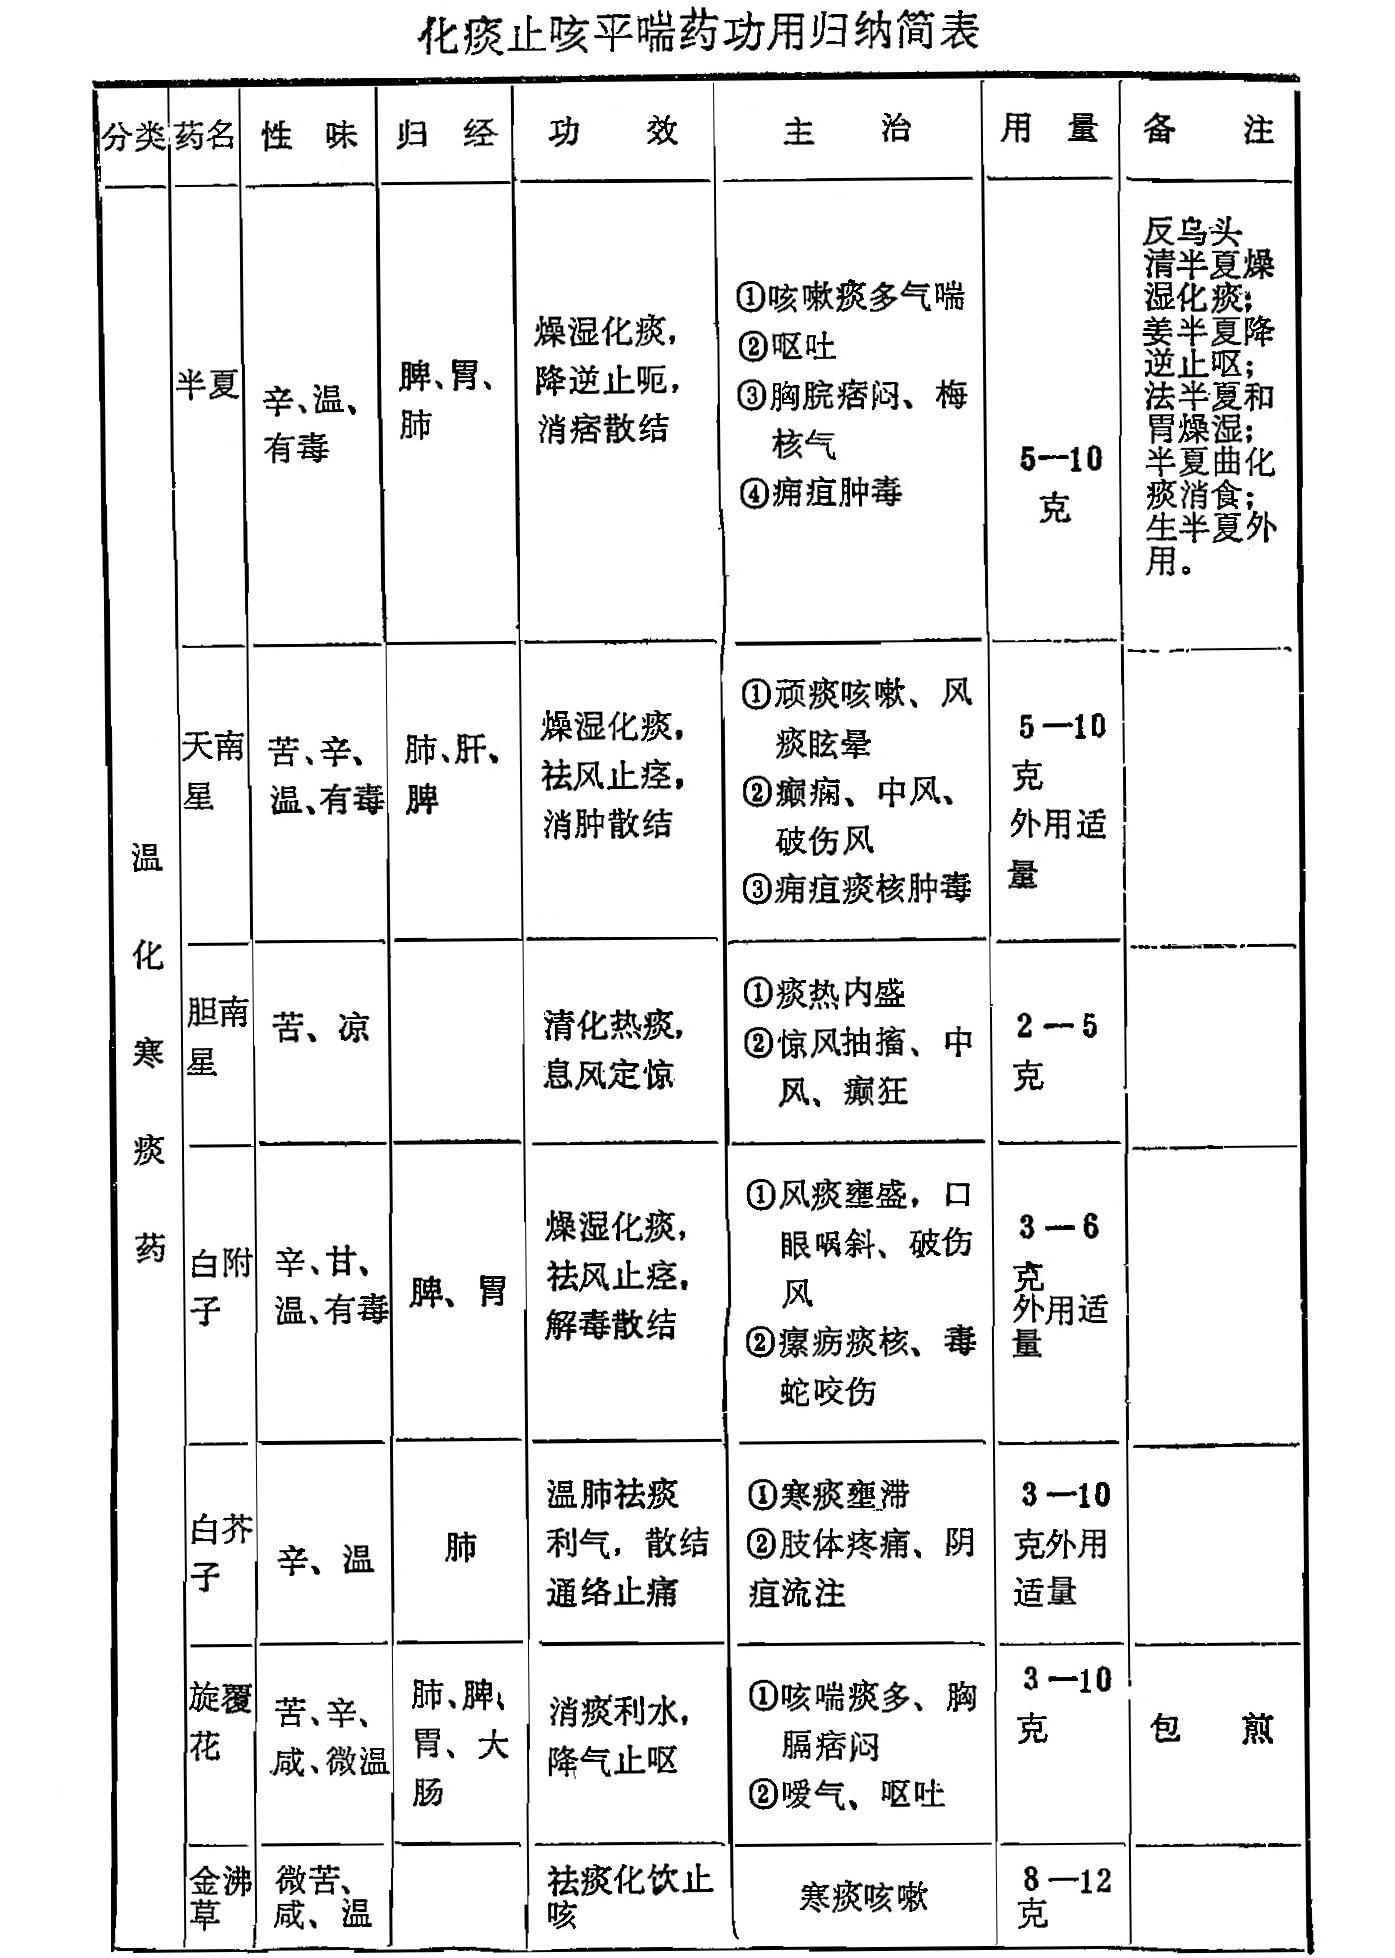 化痰止咳平喘药功用归纳简表
分类 药名 性味 归经 功效 主治 用量 备注
温化寒痰药
半夏
辛、温、
有毒
脾、胃、
肺
燥湿化痰，
降逆止呃，
消痞散结
①咳嗽痰多气喘
②呕吐
③胸脘痞闷、梅
核气
④痈疽肿毒
5—10
克
反乌头
清半夏燥
湿化痰；
姜半夏降
逆止呕；
法半夏和
胃燥湿；
半夏曲化
痰消食；
生半夏外
用。
天南
星
苦、辛、
温、有毒
肺、肝、
脾
燥湿化痰，
祛风止痉，
消肿散结
①顽痰咳嗽、风
痰眩晕
②癫痫、中风、
破伤风
③痈疽痰核肿毒
5—10
克
外用适
量
胆南
星
苦、凉
清化热痰，
息风定惊
①痰热内盛
②惊风抽搐、中
风、癫狂
2—5
克
白附
子
辛、甘、
温、有毒
脾、胃
燥湿化痰，
祛风止痉，
解毒散结
①风痰壅盛，口
眼㖞斜、破伤
风
②瘰疬痰核、毒
蛇咬伤
3—6
克
外用适
量
白芥
子
辛、温
肺
温肺祛痰
利气，散结
通络止痛
①寒痰壅滞
②肢体疼痛、阴
疽流注
3—10
克外用
适量
旋覆
花
苦、辛、
咸、微温
肺、脾、
胃、大
肠
消痰利水，
降气止呕
①咳喘痰多、胸
膈痞闷
②嗳气、呕吐
3—10
克
包煎
金沸
草
微苦、
咸、温
祛痰化饮止
咳
寒痰咳嗽
8—12
克